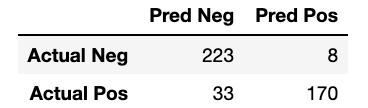 Pred Neg Pred Pos
Actual Neg 223 8
Actual Pos 33 170